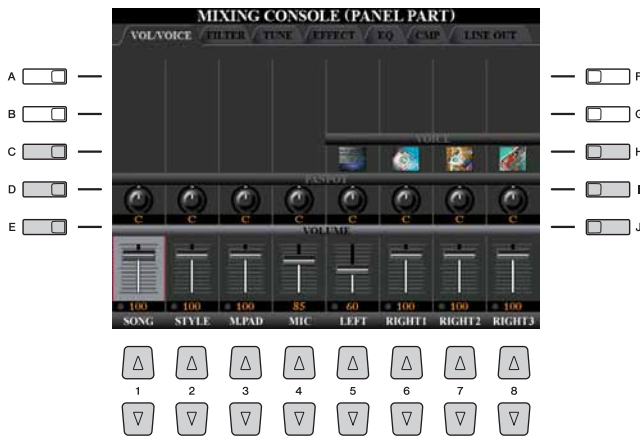 MIXING CONSOLE (PANEL PART)
VOL/VOICE FILTER TUNE EFFECT EQ CMP LINE OUT
A F
B G
VOICE
C H
PANPOT
D I
C C C C C C C C
E J
VOLUME
100 100 100 85 60 100 100 100
SONG STYLE M.PAD MIC LEFT RIGHT1 RIGHT2 RIGHT3
1 2 3 4 5 6 7 8